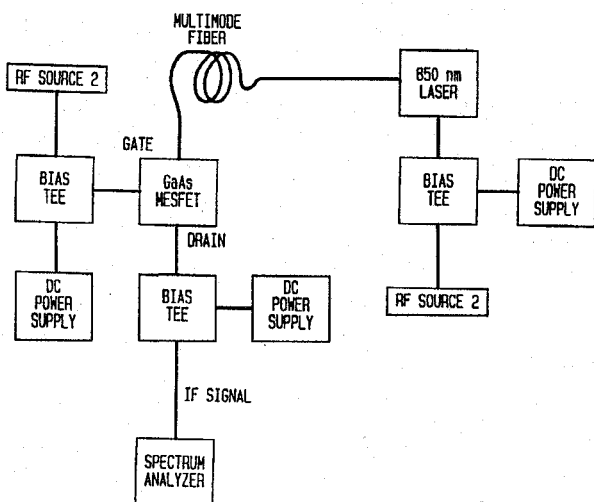 MULTIMODE
FIBER
RF SOURCE 2
850 nm
LASER
GATE
BIAS
TEE
GaAs
MESFET
BIAS
TEE
DC
POWER
SUPPLY
DRAIN
DC
POWER
SUPPLY
BIAS
TEE
DC
POWER
SUPPLY
RF SOURCE 2
IF SIGNAL
SPECTRUM
ANALYZER